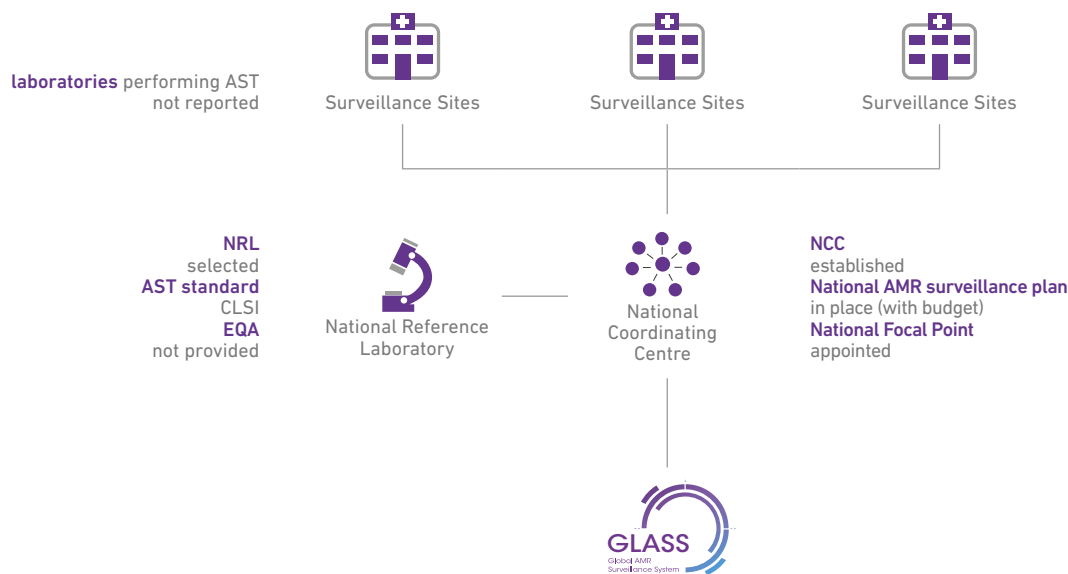 laboratories performing AST
not reported
Surveillance Sites
Surveillance Sites
Surveillance Sites
NRL
selected
AST standard
CLSI
EQA
not provided
National Reference
Laboratory
National
Coordinating
Centre
NCC
established
National AMR surveillance plan
in place (with budget)
National Focal Point
appointed
GLASS
Global AMR
Surveillance System